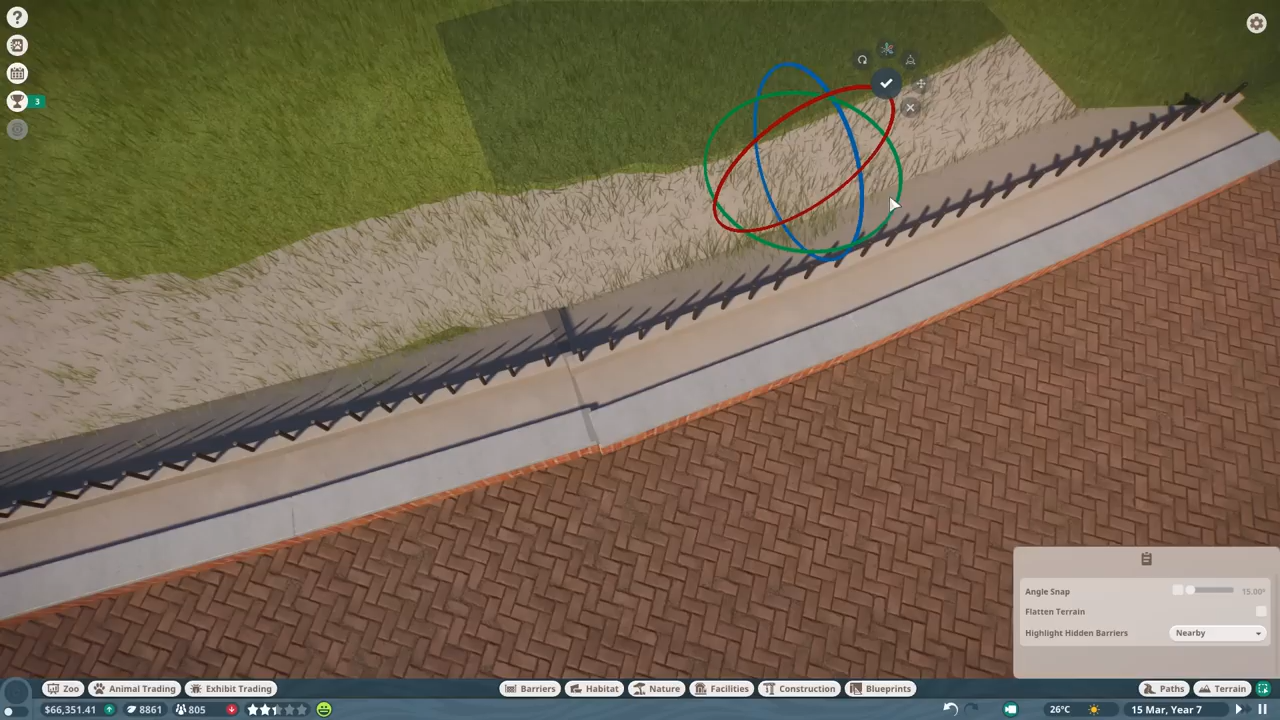 ?
3
Angle Snap 15.00°
Flatten Terrain
Highlight Hidden Barriers Nearby
Zoo Animal Trading Exhibit Trading Barriers Habitat Nature Facilities Construction Blueprints Paths Terrain
$66,351.41 8861 805 26°C 15 Mar, Year 7